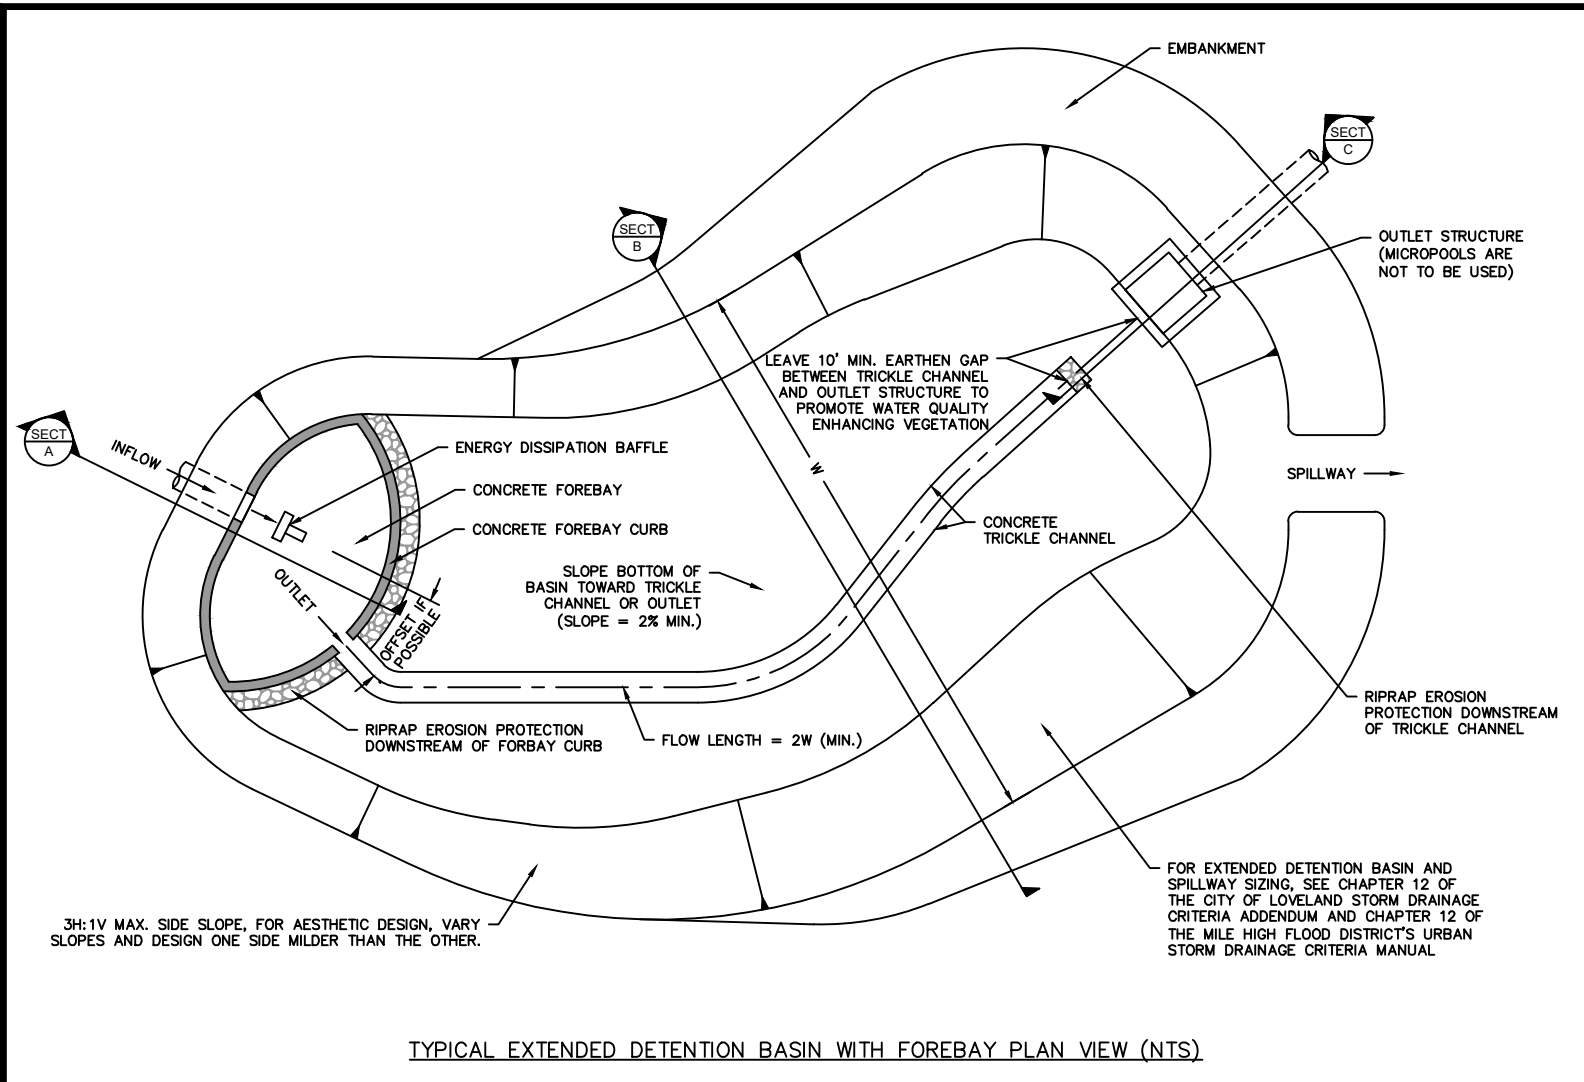 EMBANKMENT
SECT
C
SECT
B
OUTLET STRUCTURE
(MICROPOOLS ARE
NOT TO BE USED)
LEAVE 10' MIN. EARTHEN GAP
BETWEEN TRICKLE CHANNEL
AND OUTLET STRUCTURE TO
PROMOTE WATER QUALITY
ENHANCING VEGETATION
SECT
A
INFLOW
ENERGY DISSIPATION BAFFLE
CONCRETE FOREBAY
CONCRETE FOREBAY CURB
W
SPILLWAY
CONCRETE
TRICKLE CHANNEL
SLOPE BOTTOM OF
BASIN TOWARD TRICKLE
CHANNEL OR OUTLET
(SLOPE = 2% MIN.)
OUTLET
OFFSET IF
POSSIBLE
RIPRAP EROSION PROTECTION
DOWNSTREAM OF FORBAY CURB
FLOW LENGTH = 2W (MIN.)
RIPRAP EROSION
PROTECTION DOWNSTREAM
OF TRICKLE CHANNEL
3H:1V MAX. SIDE SLOPE, FOR AESTHETIC DESIGN, VARY
SLOPES AND DESIGN ONE SIDE MILDER THAN THE OTHER.
FOR EXTENDED DETENTION BASIN AND
SPILLWAY SIZING, SEE CHAPTER 12 OF
THE CITY OF LOVELAND STORM DRAINAGE
CRITERIA ADDENDUM AND CHAPTER 12 OF
THE MILE HIGH FLOOD DISTRICT'S URBAN
STORM DRAINAGE CRITERIA MANUAL
TYPICAL EXTENDED DETENTION BASIN WITH FOREBAY PLAN VIEW (NTS)